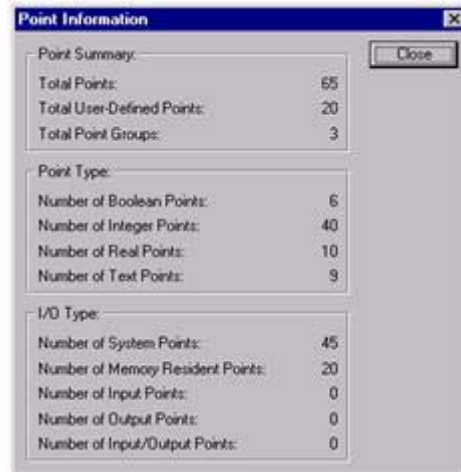 Point Information
Close
Point Summary:
Total Points: 65
Total User-Defined Points: 20
Total Point Groups: 3
Point Type:
Number of Boolean Points: 6
Number of Integer Points: 40
Number of Real Points: 10
Number of Text Points: 9
I/O Type:
Number of System Points: 45
Number of Memory Resident Points: 20
Number of Input Points: 0
Number of Output Points: 0
Number of Input/Output Points: 0